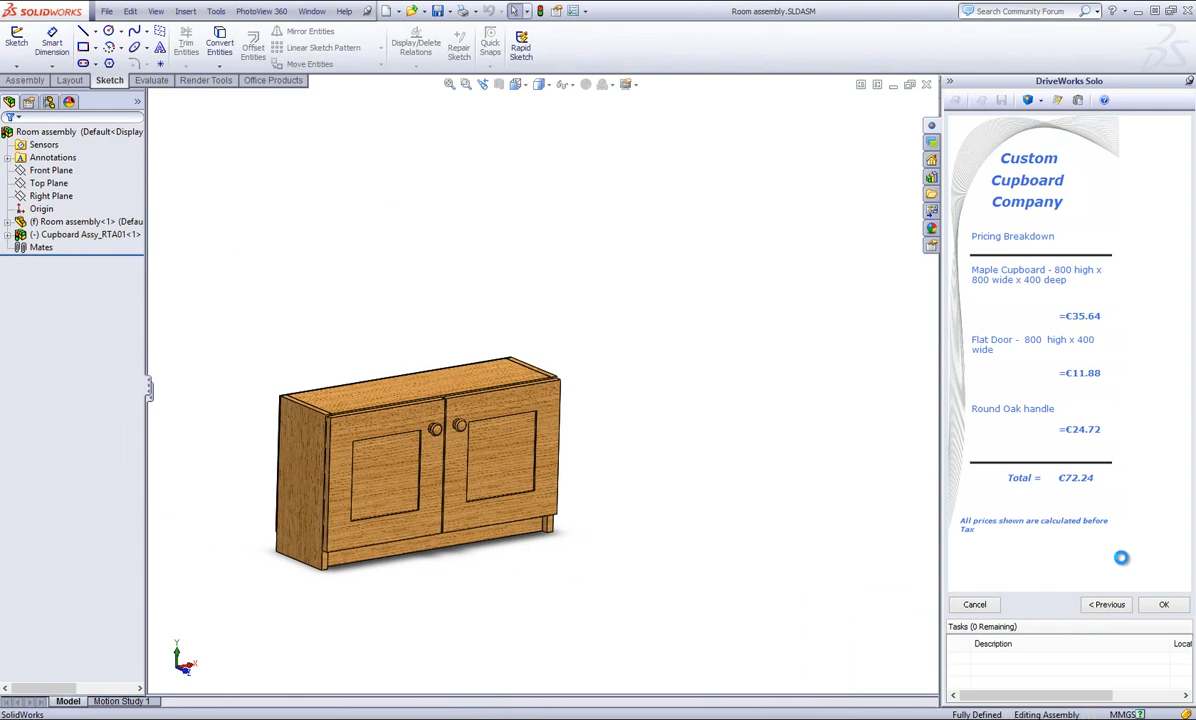 SOLIDWORKS File Edit View Insert Tools PhotoView 360 Window Help Room assembly.SLDASM Search Community Forum
Sketch Smart Dimension Trim Entities Convert Entities Offset Entities Mirror Entities Linear Sketch Pattern Move Entities Display/Delete Relations Repair Sketch Quick Snaps Rapid Sketch
Assembly Layout Sketch Evaluate Render Tools Office Products
DriveWorks Solo
Room assembly (Default<Display
Sensors
Annotations
Front Plane
Top Plane
Right Plane
Origin
(f) Room assembly<1> (Defau
(-) Cupboard Assy_RTA01<1>
Mates
Custom
Cupboard
Company
Pricing Breakdown
Maple Cupboard - 800 high x
800 wide x 400 deep
=€35.64
Flat Door - 800 high x 400
wide
=€11.88
Round Oak handle
=€24.72
Total = €72.24
All prices shown are calculated before
Tax
Cancel < Previous OK
Tasks (0 Remaining)
Description Locat
Y
X
Z
Model Motion Study 1
SolidWorks Fully Defined Editing Assembly MMGS